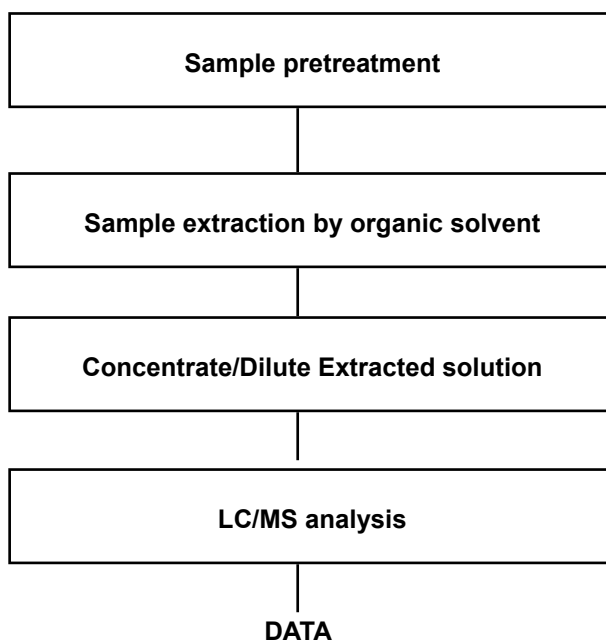 Sample pretreatment
Sample extraction by organic solvent
Concentrate/Dilute Extracted solution
LC/MS analysis
DATA